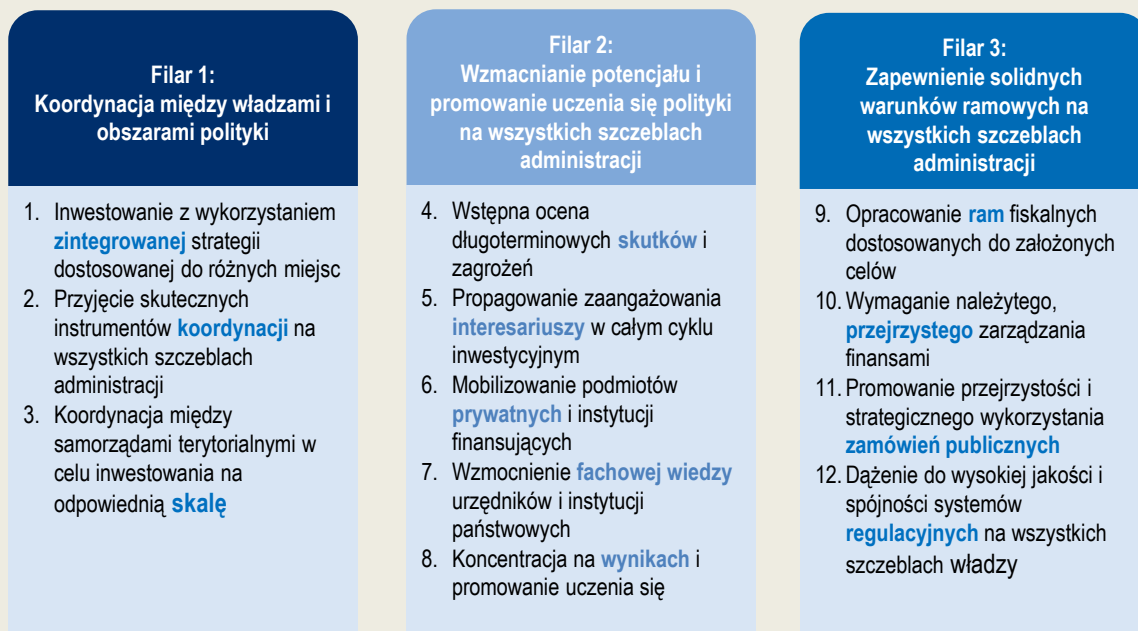 Filar 1:
Koordynacja między władzami i
obszarami polityki
1. Inwestowanie z wykorzystaniem
zintegrowanej strategii
dostosowanej do różnych miejsc
2. Przyjęcie skutecznych
instrumentów koordynacji na
wszystkich szczeblach
administracji
3. Koordynacja między
samorządami terytorialnymi w
celu inwestowania na
odpowiednią skalę
Filar 2:
Wzmacnianie potencjału i
promowanie uczenia się polityki
na wszystkich szczeblach
administracji
4. Wstępna ocena
długoterminowych skutków i
zagrożeń
5. Propagowanie zaangażowania
interesariuszy w całym cyklu
inwestycyjnym
6. Mobilizowanie podmiotów
prywatnych i instytucji
finansujących
7. Wzmocnienie fachowej wiedzy
urzędników i instytucji
państwowych
8. Koncentracja na wynikach i
promowanie uczenia się
Filar 3:
Zapewnienie solidnych
warunków ramowych na
wszystkich szczeblach
administracji
9. Opracowanie ram fiskalnych
dostosowanych do założonych
celów
10. Wymaganie należytego,
przejrzystego zarządzania
finansami
11. Promowanie przejrzystości i
strategicznego wykorzystania
zamówień publicznych
12. Dążenie do wysokiej jakości i
spójności systemów
regulacyjnych na wszystkich
szczeblach władzy